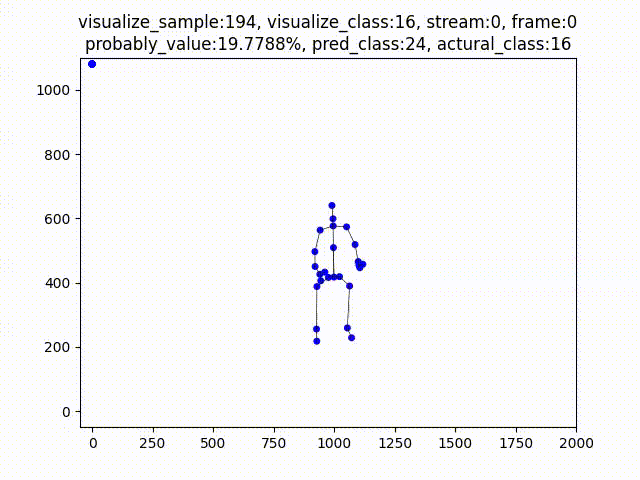 visualize_sample:194, visualize_class:16, stream:0, frame:0
probably_value:19.7788%, pred_class:24, actural_class:16
1000
800
600
400
200
0
0 250 500 750 1000 1250 1500 1750 2000